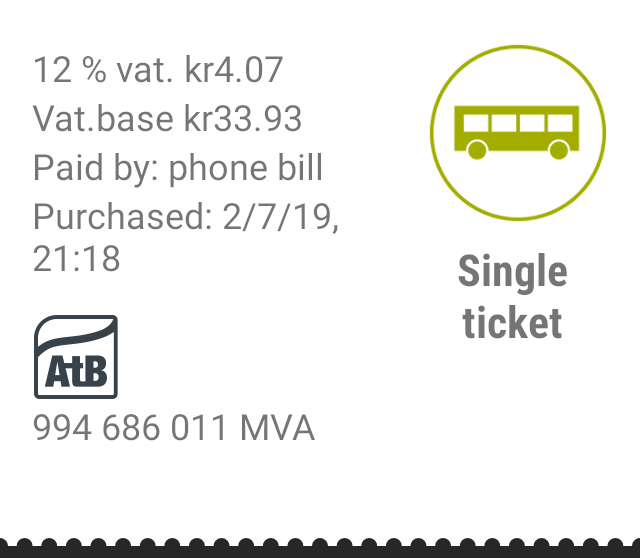 12 % vat. kr4.07
Vat.base kr33.93
Paid by: phone bill
Purchased: 2/7/19,
21:18
Single
ticket
AtB
994 686 011 MVA